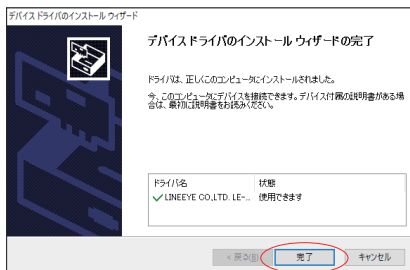 デバイスドライバのインストール ウィザード
デバイスドライバのインストール ウィザードの完了
ドライバは、正しくこのコンピュータにインストールされました。
今、このコンピュータにデバイスを接続できます。デバイス付属の説明書がある場
合は、最初に説明書をお読みください。
ドライバ名 状態
LINEEYE CO.,LTD. LE-... 使用できます
< 戻る(B) 完了 キャンセル